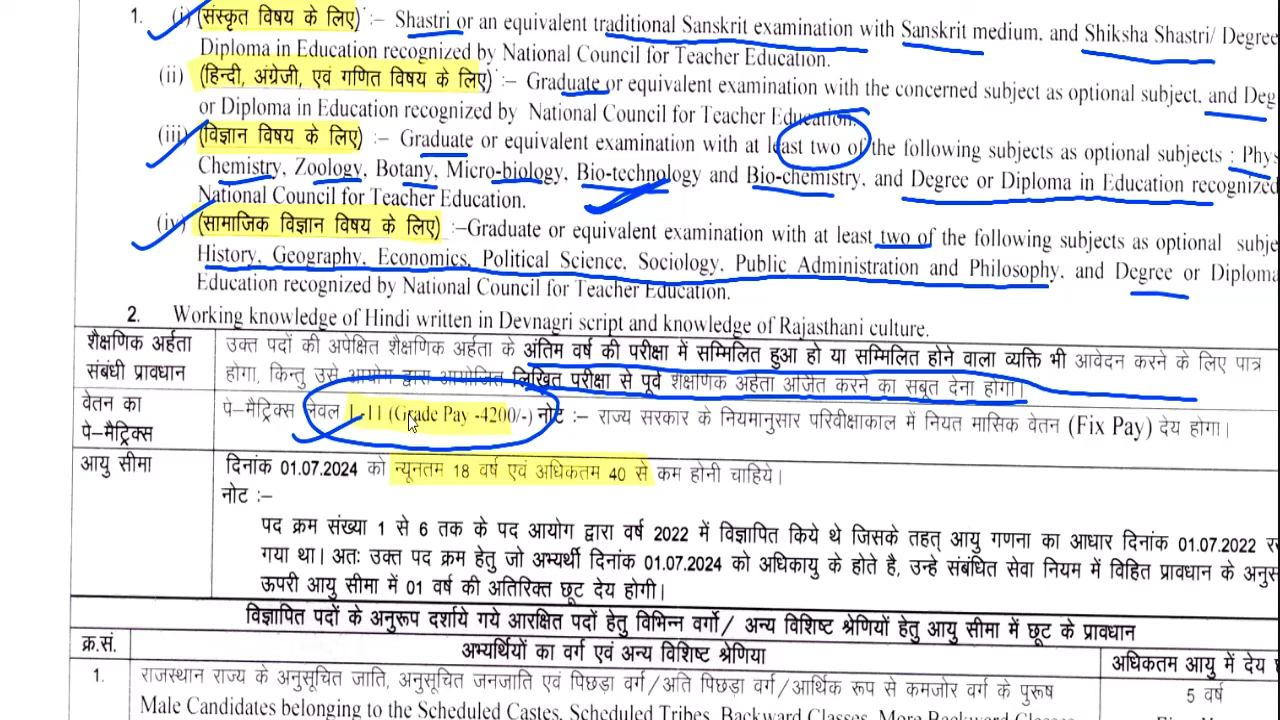 1. (i) (संस्कृत विषय के लिए) :– Shastri or an equivalent traditional Sanskrit examination with Sanskrit medium, and Shiksha Shastri/ Degree
Diploma in Education recognized by National Council for Teacher Education.
(ii) (हिन्दी, अंग्रेजी, एवं गणित विषय के लिए) :– Graduate or equivalent examination with the concerned subject as optional subject, and Deg
or Diploma in Education recognized by National Council for Teacher Education.
(iii) (विज्ञान विषय के लिए) :– Graduate or equivalent examination with at least two of the following subjects as optional subjects : Phys
Chemistry, Zoology, Botany, Micro-biology, Bio-technology and Bio-chemistry, and Degree or Diploma in Education recognized
National Council for Teacher Education.
(iv) (सामाजिक विज्ञान विषय के लिए) :–Graduate or equivalent examination with at least two of the following subjects as optional subje
History, Geography, Economics, Political Science, Sociology, Public Administration and Philosophy, and Degree or Diploma
Education recognized by National Council for Teacher Education.
2. Working knowledge of Hindi written in Devnagri script and knowledge of Rajasthani culture.
शैक्षणिक अर्हता संबंधी प्रावधान
उक्त पदों की अपेक्षित शैक्षणिक अर्हता के अंतिम वर्ष की परीक्षा में सम्मिलित हुआ हो या सम्मिलित होने वाला व्यक्ति भी आवेदन करने के लिए पात्र
होगा, किन्तु उसे आयोग द्वारा आयोजित लिखित परीक्षा से पूर्व शैक्षणिक अर्हता अर्जित करने का सबूत देना होगा।
वेतन का पे–मैट्रिक्स
पे–मैट्रिक्स लेवल L-11 (Grade Pay -4200/-) नोट :– राज्य सरकार के नियमानुसार परिवीक्षाकाल में नियत मासिक वेतन (Fix Pay) देय होगा।
आयु सीमा
दिनांक 01.07.2024 को न्यूनतम 18 वर्ष एवं अधिकतम 40 से कम होनी चाहिये।
नोट :–
पद क्रम संख्या 1 से 6 तक के पद आयोग द्वारा वर्ष 2022 में विज्ञापित किये थे जिसके तहत् आयु गणना का आधार दिनांक 01.07.2022
गया था। अतः उक्त पद क्रम हेतु जो अभ्यर्थी दिनांक 01.07.2024 को अधिकायु के होते है, उन्हे संबंधित सेवा नियम में विहित प्रावधान के अनुस
ऊपरी आयु सीमा में 01 वर्ष की अतिरिक्त छूट देय होगी।
विज्ञापित पदों के अनुरूप दर्शाये गये आरक्षित पदों हेतु विभिन्न वर्गो/ अन्य विशिष्ट श्रेणियों हेतु आयु सीमा में छूट के प्रावधान
क्र.सं. अभ्यर्थियों का वर्ग एवं अन्य विशिष्ट श्रेणिया अधिकतम आयु में देय
1. राजस्थान राज्य के अनुसूचित जाति, अनुसूचित जनजाति एवं पिछड़ा वर्ग/अति पिछड़ा वर्ग/आर्थिक रूप से कमजोर वर्ग के पुरूष 5 वर्ष
Male Candidates belonging to the Scheduled Castes, Scheduled Tribes, Backward Classes, More Backward Classes